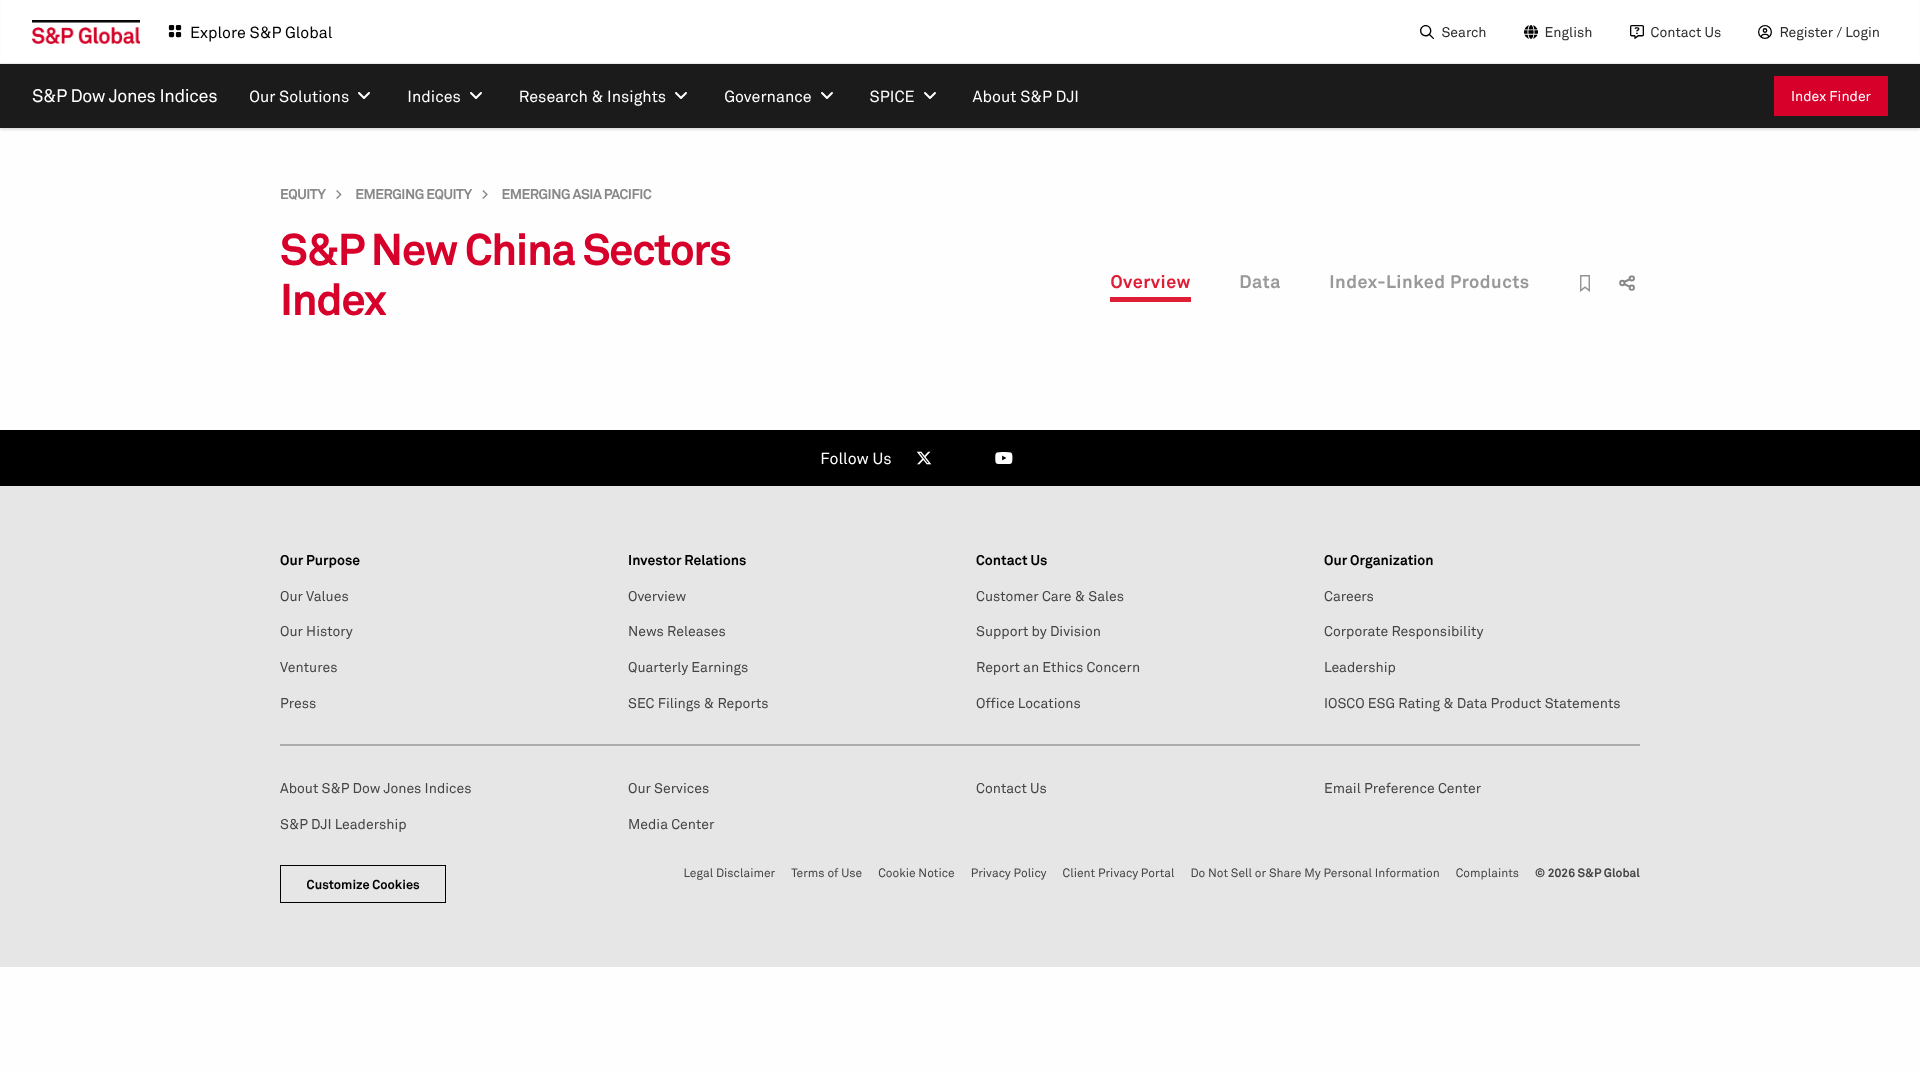 S&P Global
Explore S&P Global
Search
English
Contact Us
Register / Login
S&P Dow Jones Indices
Our Solutions
Indices
Research & Insights
Governance
SPICE
About S&P DJI
Index Finder
EQUITY
EMERGING EQUITY
EMERGING ASIA PACIFIC
S&P New China Sectors
Index
Overview
Data
Index-Linked Products
Follow Us
Our Purpose
Our Values
Our History
Ventures
Press
Investor Relations
Overview
News Releases
Quarterly Earnings
SEC Filings & Reports
Contact Us
Customer Care & Sales
Support by Division
Report an Ethics Concern
Office Locations
Our Organization
Careers
Corporate Responsibility
Leadership
IOSCO ESG Rating & Data Product Statements
About S&P Dow Jones Indices
S&P DJI Leadership
Our Services
Media Center
Contact Us
Email Preference Center
Customize Cookies
Legal Disclaimer
Terms of Use
Cookie Notice
Privacy Policy
Client Privacy Portal
Do Not Sell or Share My Personal Information
Complaints
© 2026 S&P Global